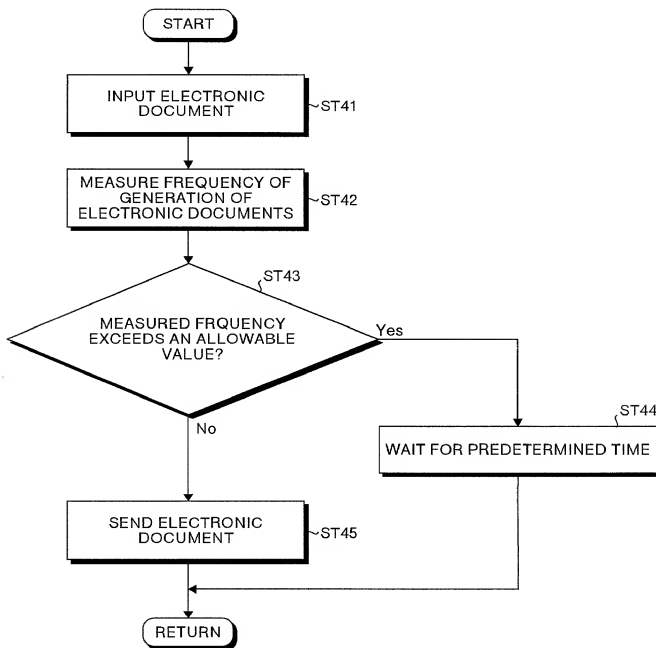 START
INPUT ELECTRONIC
DOCUMENT
ST41
MEASURE FREQUENCY OF
GENERATION OF
ELECTRONIC DOCUMENTS
ST42
ST43
MEASURED FRQUENCY
EXCEEDS AN ALLOWABLE
VALUE?
Yes
No
ST44
WAIT FOR PREDETERMINED TIME
SEND ELECTRONIC
DOCUMENT
ST45
RETURN